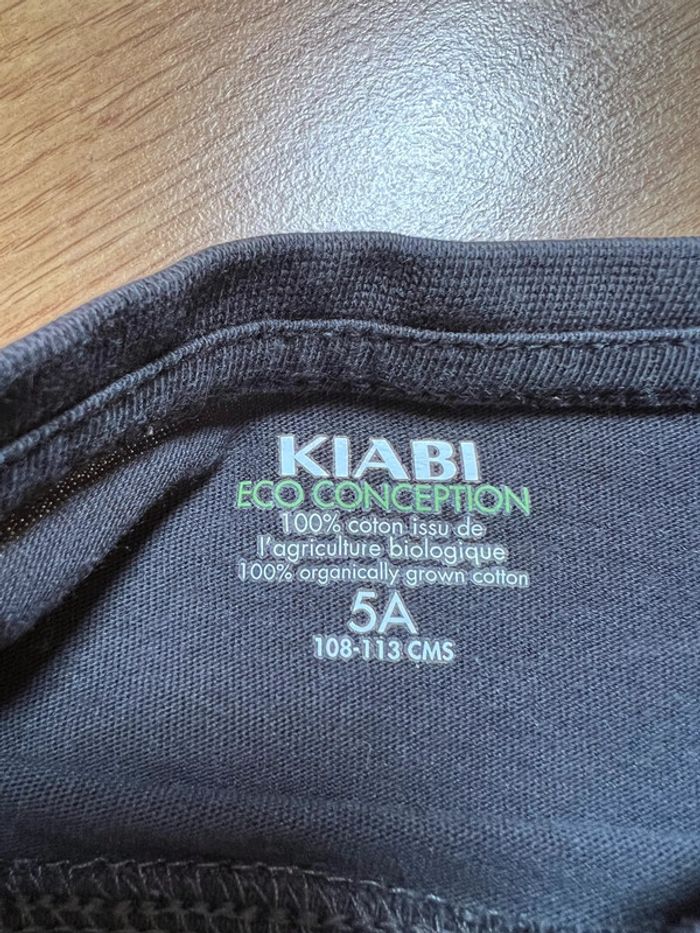 KIABI
ECO CONCEPTION
100% coton issu de
l'agriculture biologique
100% organically grown cotton
5A
108-113 CMS